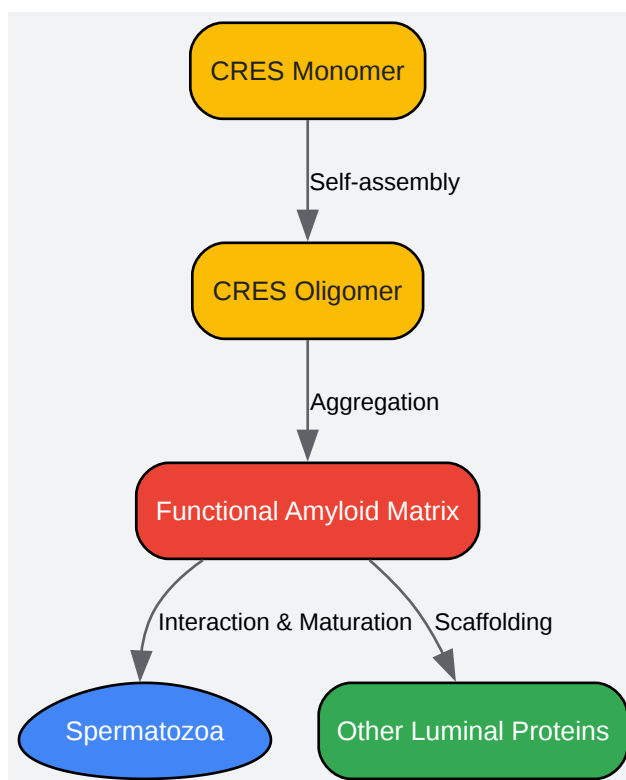 CRES Monomer
Self-assembly
CRES Oligomer
Aggregation
Functional Amyloid Matrix
Interaction & Maturation
Scaffolding
Spermatozoa
Other Luminal Proteins